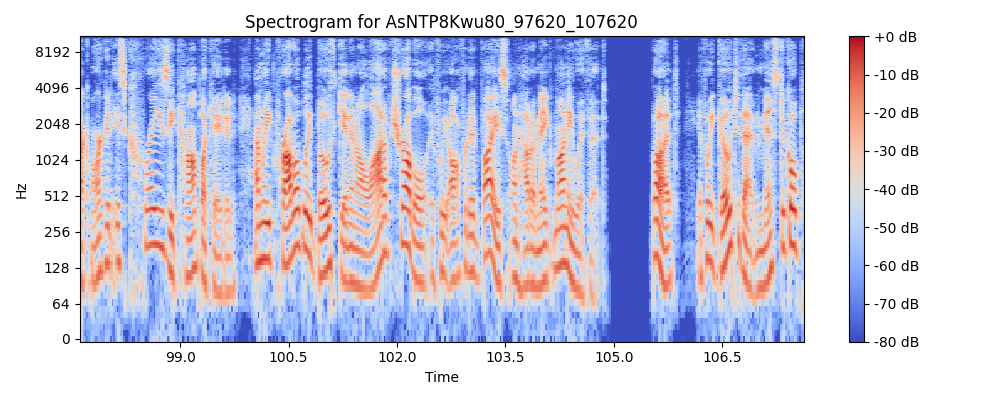 Spectrogram for AsNTP8Kwu80_97620_107620
Hz
8192
4096
2048
1024
512
256
128
64
0
99.0
100.5
102.0
103.5
105.0
106.5
Time
+0 dB
-10 dB
-20 dB
-30 dB
-40 dB
-50 dB
-60 dB
-70 dB
-80 dB